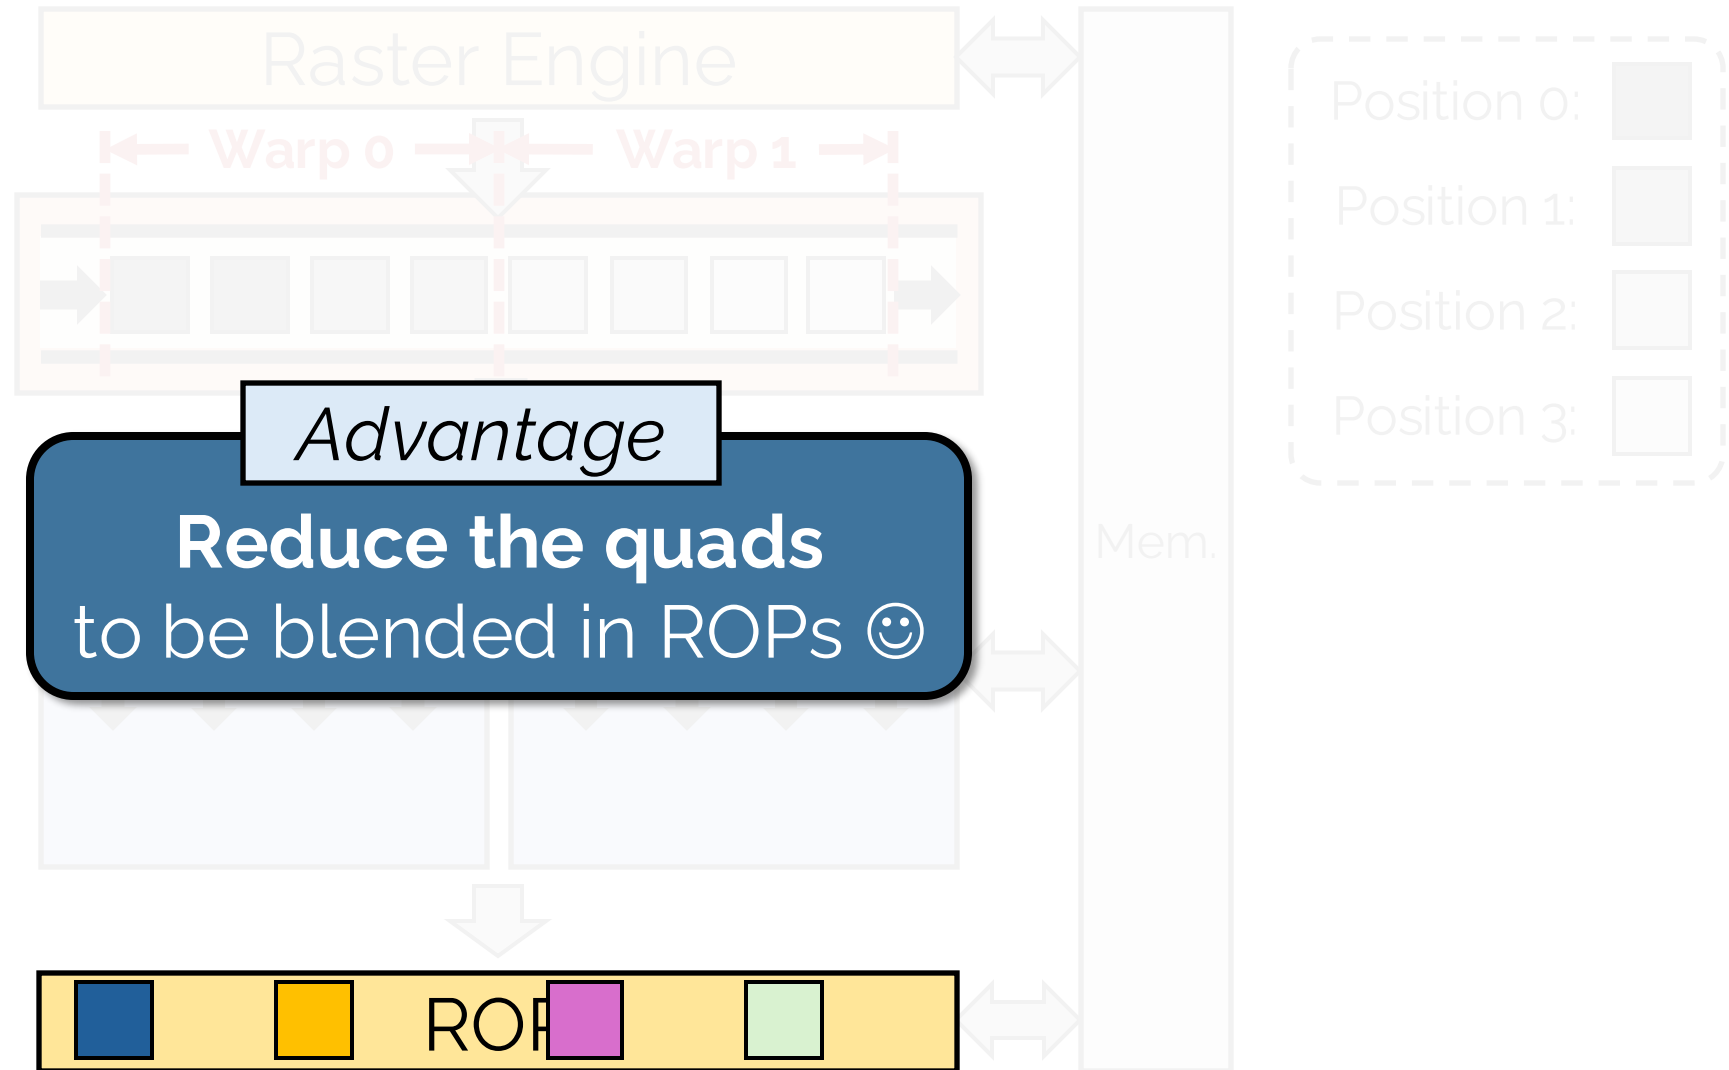 Raster Engine
Warp 0
Warp 1
Position 0:
Position 1:
Position 2:
Position 3:
Advantage
Reduce the quads
to be blended in ROPs ☺
Mem.
ROP